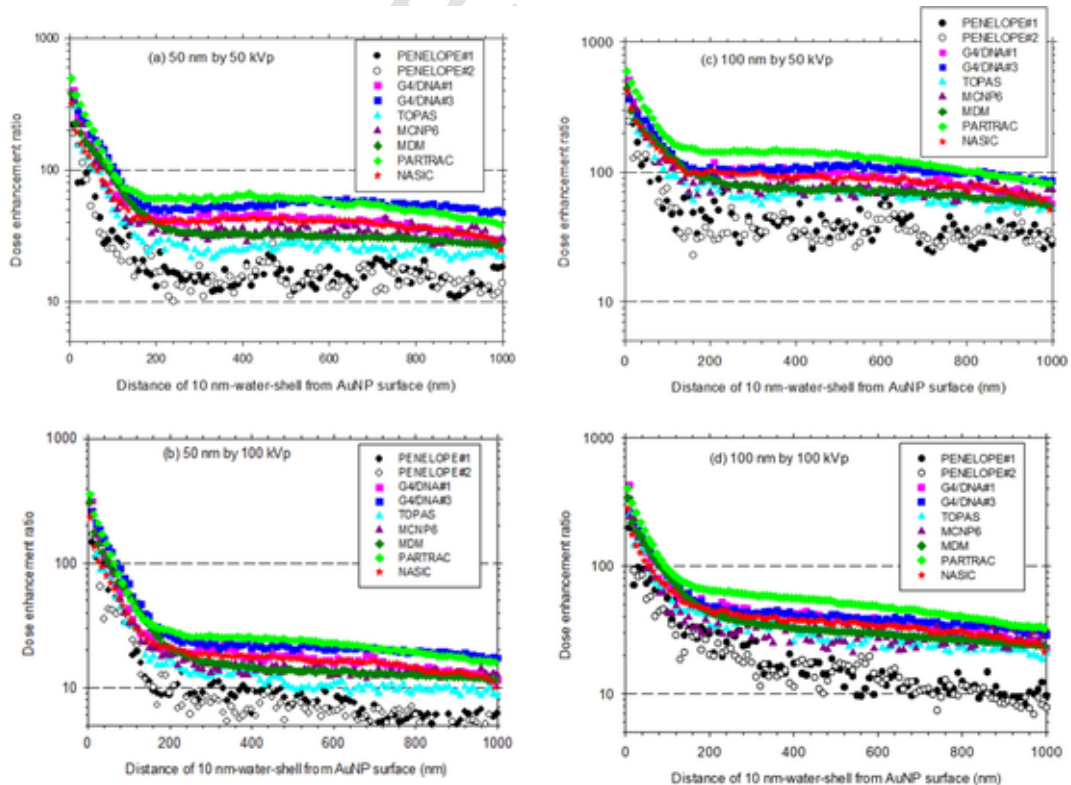 (a) 50 nm by 50 kVp
PENELOPE#1
PENELOPE#2
G4/DNA#1
G4/DNA#3
TOPAS
MCNP6
MDM
PARTRAC
NASIC
Dose enhancement ratio
1000
100
10
0 200 400 600 800 1000
Distance of 10 nm-water-shell from AuNP surface (nm)
(c) 100 nm by 50 kVp
PENELOPE#1
PENELOPE#2
G4/DNA#1
G4/DNA#3
TOPAS
MCNP6
MDM
PARTRAC
NASIC
Dose enhancement ratio
1000
100
10
0 200 400 600 800 1000
Distance of 10 nm-water-shell from AuNP surface (nm)
(b) 50 nm by 100 kVp
PENELOPE#1
PENELOPE#2
G4/DNA#1
G4/DNA#3
TOPAS
MCNP6
MDM
PARTRAC
NASIC
Dose enhancement ratio
1000
100
10
0 200 400 600 800 1000
Distance of 10 nm-water-shell from AuNP surface (nm)
(d) 100 nm by 100 kVp
PENELOPE#1
PENELOPE#2
G4/DNA#1
G4/DNA#3
TOPAS
MCNP6
MDM
PARTRAC
NASIC
Dose enhancement ratio
1000
100
10
0 200 400 600 800 1000
Distance of 10 nm-water-shell from AuNP surface (nm)